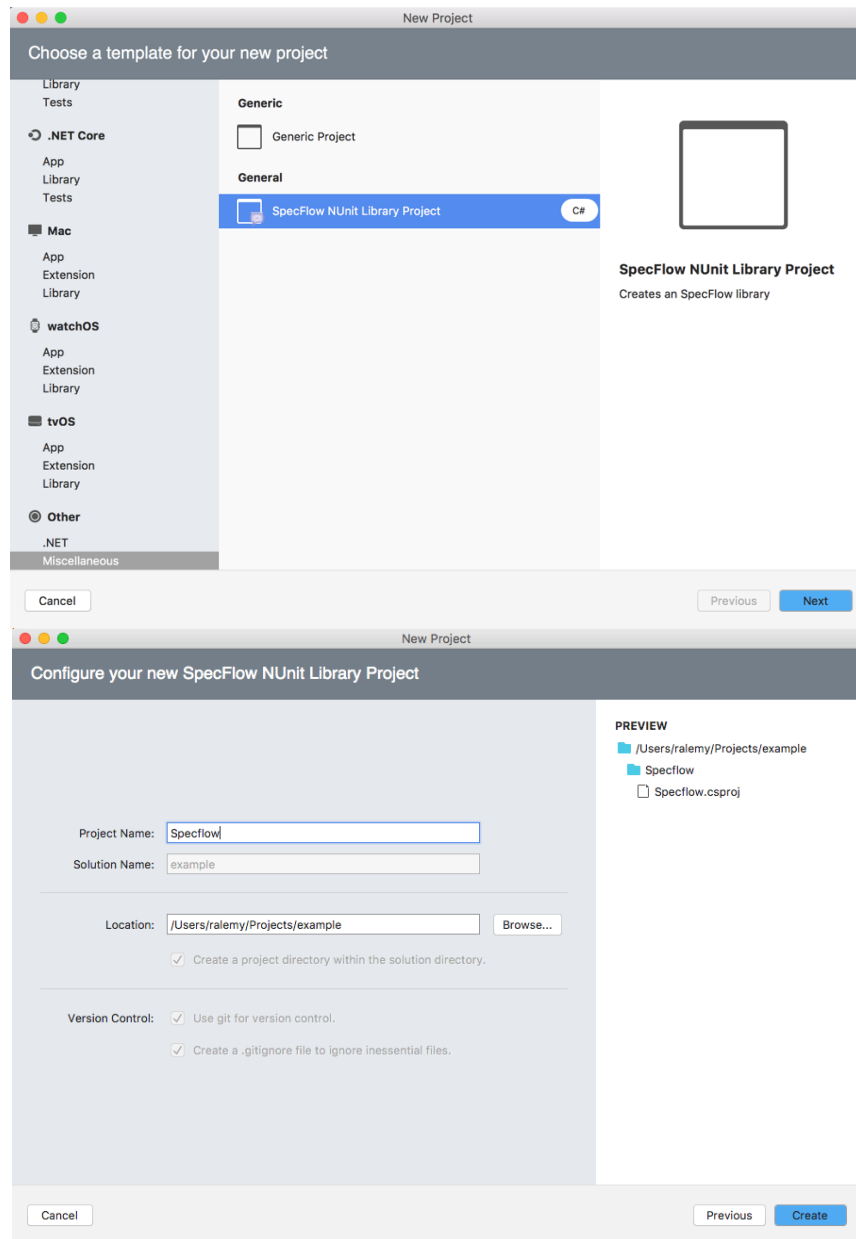 New Project
Choose a template for your new project
Library
Tests
.NET Core
App
Library
Tests
Mac
App
Extension
Library
watchOS
App
Extension
Library
tvOS
App
Extension
Library
Other
.NET
Miscellaneous
Generic
Generic Project
General
SpecFlow NUnit Library Project C#
SpecFlow NUnit Library Project
Creates an SpecFlow library
Cancel Previous Next
New Project
Configure your new SpecFlow NUnit Library Project
Project Name: Specflow
Solution Name: example
Location: /Users/ralemy/Projects/example Browse...
Create a project directory within the solution directory.
Version Control: Use git for version control.
Create a .gitignore file to ignore inessential files.
PREVIEW
/Users/ralemy/Projects/example
Specflow
Specflow.csproj
Cancel Previous Create